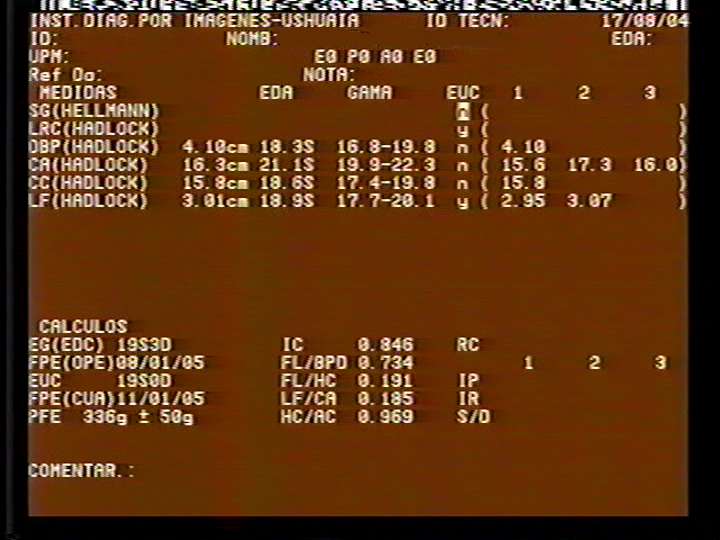 INST.DIAG.POR IMAGENES-USHUAIA IO TECN: 17/08/04
ID: NOMB: EDA:
UPM: E0 P0 A0 E0
Ref Do: NOTA:
MEDIDAS EDA GAMA EUC 1 2 3
SG(HELLMANN) n ( )
LRC(HADLOCK) y ( )
OBP(HADLOCK) 4.10cm 18.3S 16.8-19.8 n ( 4.10 )
CA(HADLOCK) 16.3cm 21.1S 19.9-22.3 n ( 15.6 17.3 16.0)
CC(HADLOCK) 15.8cm 18.6S 17.4-19.8 n ( 15.8 )
LF(HADLOCK) 3.01cm 18.9S 17.7-20.1 y ( 2.95 3.07 )
CALCULOS
EG(EDC) 19S3D IC 0.846 RC
FPE(OPE)08/01/05 FL/BPD 0.734 1 2 3
EUC 19S0D FL/HC 0.191 IP
FPE(CUA)11/01/05 LF/CA 0.185 IR
PFE 336g ± 50g HC/AC 0.969 S/D
COMENTAR.: